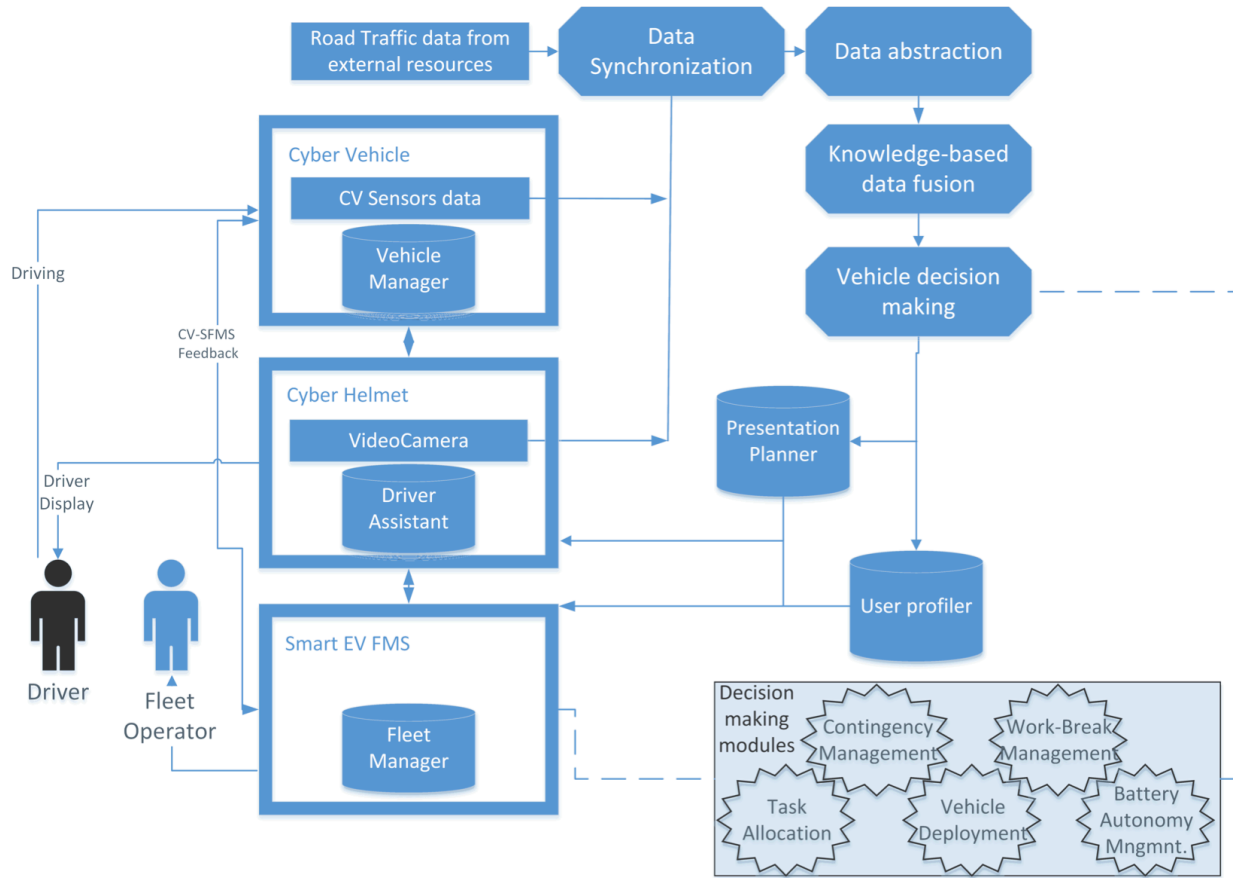 Road Traffic data from
external resources
Data
Synchronization
Data abstraction
Cyber Vehicle
CV Sensors data
Vehicle
Manager
Knowledge-based
data fusion
Vehicle decision
making
Driving
CV-SFMS
Feedback
Cyber Helmet
VideoCamera
Driver
Assistant
Presentation
Planner
Driver
Display
User profiler
Driver
Fleet
Operator
Smart EV FMS
Fleet
Manager
Decision
making
modules
Contingency
Management
Work-Break
Management
Task
Allocation
Vehicle
Deployment
Battery
Autonomy
Mngmnt.